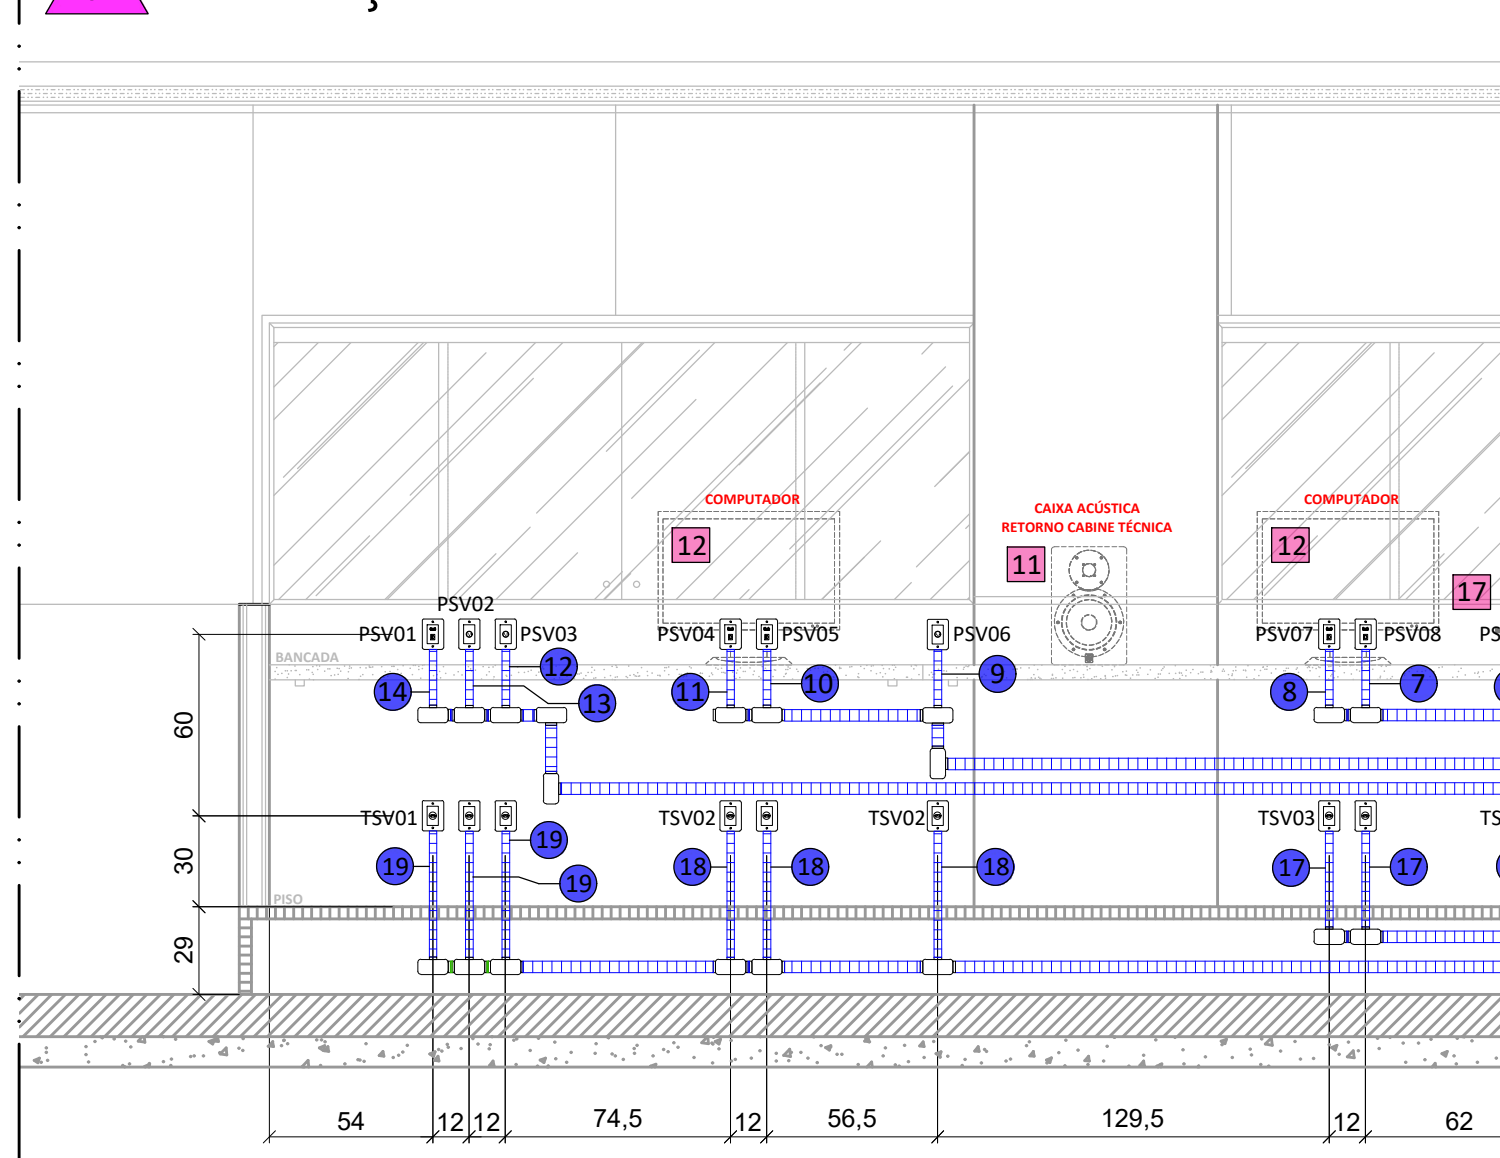 COMPUTADOR
CAIXA ACÚSTICA
RETORNO CABINE TÉCNICA
COMPUTADOR
12
11
12
17
PSV02
PSV01
PSV03
PSV04
PSV05
PSV06
PSV07
PSV08
BANCADA
12
14
13
11
10
9
8
7
60
TSV01
TSV02
TSV02
TSV03
19
19
19
18
18
18
17
17
30
PISO
29
54
12
12
74,5
12
56,5
129,5
12
62